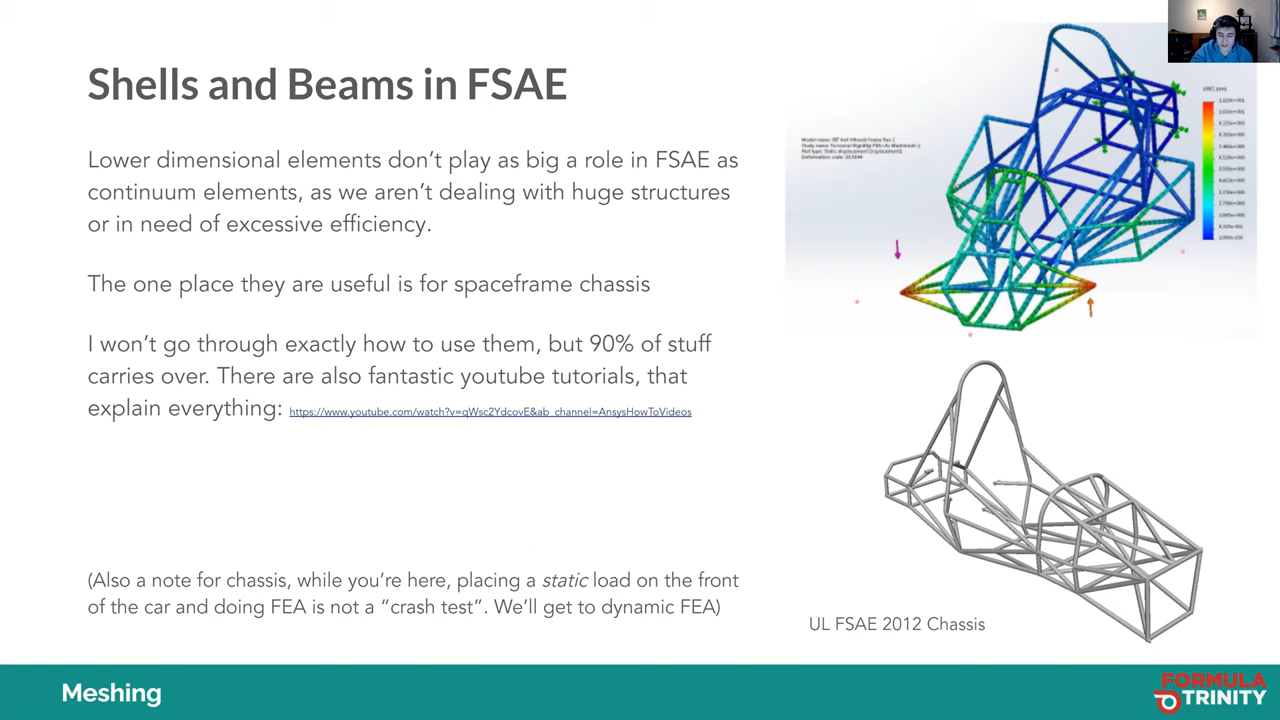 Shells and Beams in FSAE
Lower dimensional elements don't play as big a role in FSAE as
continuum elements, as we aren't dealing with huge structures
or in need of excessive efficiency.
The one place they are useful is for spaceframe chassis
I won't go through exactly how to use them, but 90% of stuff
carries over. There are also fantastic youtube tutorials, that
explain everything: https://www.youtube.com/watch?v=qWsc2YdcovE&ab_channel=AnsysHowToVideos
(Also a note for chassis, while you're here, placing a static load on the front
of the car and doing FEA is not a "crash test". We'll get to dynamic FEA)
UL FSAE 2012 Chassis
Meshing
FORMULA
TRINITY